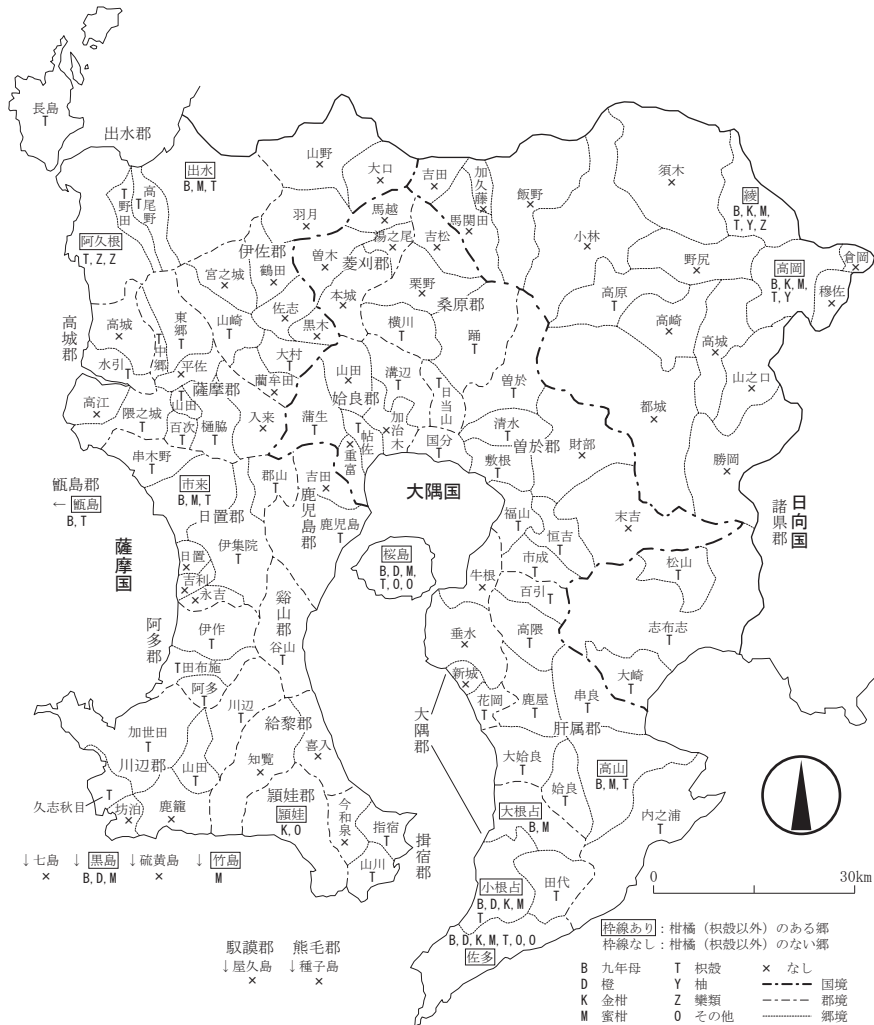 長島
T
出水郡
山野
×
大口
×
吉田
×
加久藤
×
飯野
×
須木
×
出水
B, M, T
綾
B, K, M,
T, Y, Z
野田
T
高尾野
T
羽月
×
馬越
×
馬関田
×
小林
×
阿久根
T, Z, Z
伊佐郡
湯之尾
×
吉松
×
野尻
×
高岡
B, K, M,
T, Y
倉岡
×
宮之城
×
鶴田
×
曽木
×
菱刈郡
栗野
×
高原
×
穆佐
×
高城郡
高城
×
東郷
T
山崎
T
佐志
×
本城
×
桑原郡
高崎
×
黒木
×
横川
T
踊
T
高城
×
水引
T
中郷
T
平佐
×
大村
T
薩摩郡
藺牟田
×
山田
×
溝辺
T
曽於
T
山之口
×
高江
×
隈之城
T
山田
T
百次
T
樋脇
T
入来
×
蒲生
T
姶良郡
日当山
T
清水
T
都城
×
帖佐
T
加治木
×
国分
T
曽於郡
財部
×
勝岡
×
串木野
T
重富
×
敷根
T
甑島郡
← 甑島
B, T
市来
B, M, T
郡山
T
吉田
×
鹿児島郡
大隅国
日向国
諸県郡
日置郡
鹿児島
T
福山
T
恒吉
T
末吉
×
薩摩国
日置
×
伊集院
T
桜島
B, D, M,
T, O, O
市成
T
松山
T
吉利
×
永吉
×
谿山郡
牛根
×
百引
T
阿多郡
伊作
T
谷山
T
垂水
×
高隈
T
志布志
T
田布施
T
新城
×
大崎
T
阿多
T
川辺
T
花岡
T
鹿屋
T
串良
T
大隅郡
肝属郡
加世田
T
給黎郡
川辺郡
山田
T
知覧
×
喜入
×
大姶良
T
高山
B, M, T
姶良
T
久志秋目
T
坊泊
×
鹿籠
×
頴娃郡
頴娃
K, O
今和泉
×
指宿
T
揖宿郡
大根占
B, M
内之浦
T
山川
T
小根占
B, D, K, M
T
田代
T
↓七島
×
↓黒島
B, D, M
↓硫黄島
×
↓竹島
M
0
30km
B, D, K, M, T, O, O
佐多
馭謨郡
↓屋久島
×
熊毛郡
↓種子島
×
枠線あり：柑橘（枳殻以外）のある郷
枠線なし：柑橘（枳殻以外）のない郷
B 九年母 T 枳殻 × なし
D 橙 Y 柚 国境
K 金柑 Z 欒類 郡境
M 蜜柑 O その他 郷境